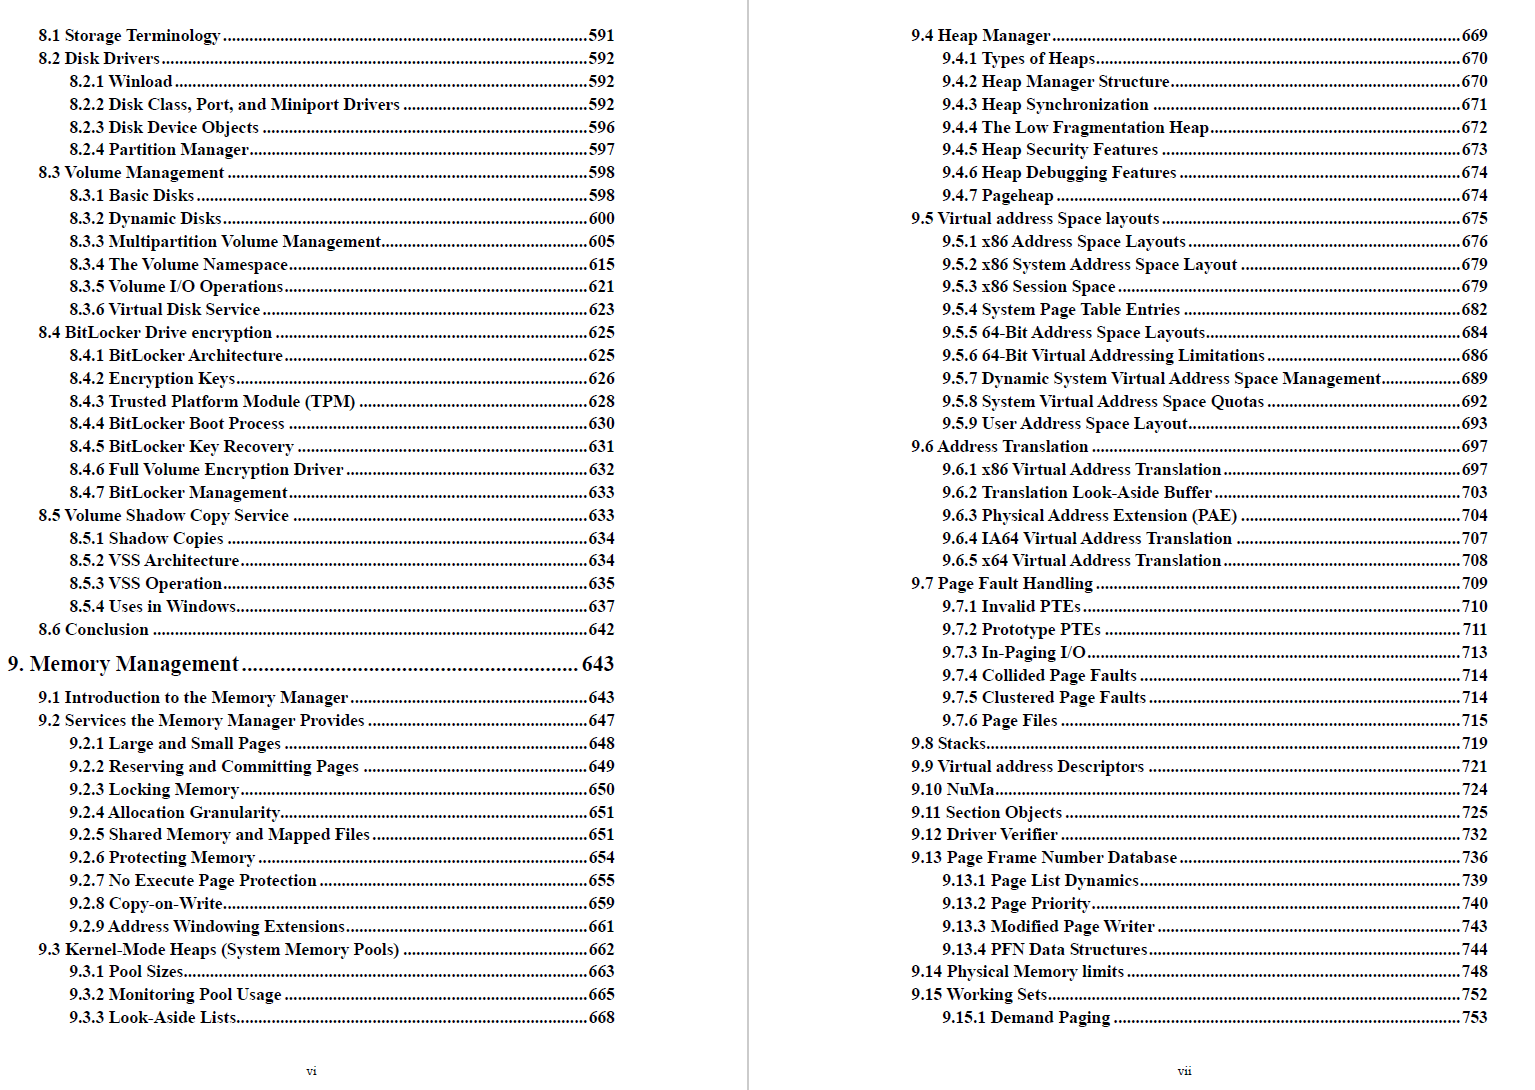 8.1 Storage Terminology ........ 591
8.2 Disk Drivers ........ 592
8.2.1 Winload ........ 592
8.2.2 Disk Class, Port, and Miniport Drivers ........ 592
8.2.3 Disk Device Objects ........ 596
8.2.4 Partition Manager ........ 597
8.3 Volume Management ........ 598
8.3.1 Basic Disks ........ 598
8.3.2 Dynamic Disks ........ 600
8.3.3 Multipartition Volume Management ........ 605
8.3.4 The Volume Namespace ........ 615
8.3.5 Volume I/O Operations ........ 621
8.3.6 Virtual Disk Service ........ 623
8.4 BitLocker Drive encryption ........ 625
8.4.1 BitLocker Architecture ........ 625
8.4.2 Encryption Keys ........ 626
8.4.3 Trusted Platform Module (TPM) ........ 628
8.4.4 BitLocker Boot Process ........ 630
8.4.5 BitLocker Key Recovery ........ 631
8.4.6 Full Volume Encryption Driver ........ 632
8.4.7 BitLocker Management ........ 633
8.5 Volume Shadow Copy Service ........ 633
8.5.1 Shadow Copies ........ 634
8.5.2 VSS Architecture ........ 634
8.5.3 VSS Operation ........ 635
8.5.4 Uses in Windows ........ 637
8.6 Conclusion ........ 642
9. Memory Management ........ 643
9.1 Introduction to the Memory Manager ........ 643
9.2 Services the Memory Manager Provides ........ 647
9.2.1 Large and Small Pages ........ 648
9.2.2 Reserving and Committing Pages ........ 649
9.2.3 Locking Memory ........ 650
9.2.4 Allocation Granularity ........ 651
9.2.5 Shared Memory and Mapped Files ........ 651
9.2.6 Protecting Memory ........ 654
9.2.7 No Execute Page Protection ........ 655
9.2.8 Copy-on-Write ........ 659
9.2.9 Address Windowing Extensions ........ 661
9.3 Kernel-Mode Heaps (System Memory Pools) ........ 662
9.3.1 Pool Sizes ........ 663
9.3.2 Monitoring Pool Usage ........ 665
9.3.3 Look-Aside Lists ........ 668
vi
9.4 Heap Manager ........ 669
9.4.1 Types of Heaps ........ 670
9.4.2 Heap Manager Structure ........ 670
9.4.3 Heap Synchronization ........ 671
9.4.4 The Low Fragmentation Heap ........ 672
9.4.5 Heap Security Features ........ 673
9.4.6 Heap Debugging Features ........ 674
9.4.7 Pageheap ........ 674
9.5 Virtual address Space layouts ........ 675
9.5.1 x86 Address Space Layouts ........ 676
9.5.2 x86 System Address Space Layout ........ 679
9.5.3 x86 Session Space ........ 679
9.5.4 System Page Table Entries ........ 682
9.5.5 64-Bit Address Space Layouts ........ 684
9.5.6 64-Bit Virtual Addressing Limitations ........ 686
9.5.7 Dynamic System Virtual Address Space Management ........ 689
9.5.8 System Virtual Address Space Quotas ........ 692
9.5.9 User Address Space Layout ........ 693
9.6 Address Translation ........ 697
9.6.1 x86 Virtual Address Translation ........ 697
9.6.2 Translation Look-Aside Buffer ........ 703
9.6.3 Physical Address Extension (PAE) ........ 704
9.6.4 IA64 Virtual Address Translation ........ 707
9.6.5 x64 Virtual Address Translation ........ 708
9.7 Page Fault Handling ........ 709
9.7.1 Invalid PTEs ........ 710
9.7.2 Prototype PTEs ........ 711
9.7.3 In-Paging I/O ........ 713
9.7.4 Collided Page Faults ........ 714
9.7.5 Clustered Page Faults ........ 714
9.7.6 Page Files ........ 715
9.8 Stacks ........ 719
9.9 Virtual address Descriptors ........ 721
9.10 NuMa ........ 724
9.11 Section Objects ........ 725
9.12 Driver Verifier ........ 732
9.13 Page Frame Number Database ........ 736
9.13.1 Page List Dynamics ........ 739
9.13.2 Page Priority ........ 740
9.13.3 Modified Page Writer ........ 743
9.13.4 PFN Data Structures ........ 744
9.14 Physical Memory limits ........ 748
9.15 Working Sets ........ 752
9.15.1 Demand Paging ........ 753
vii